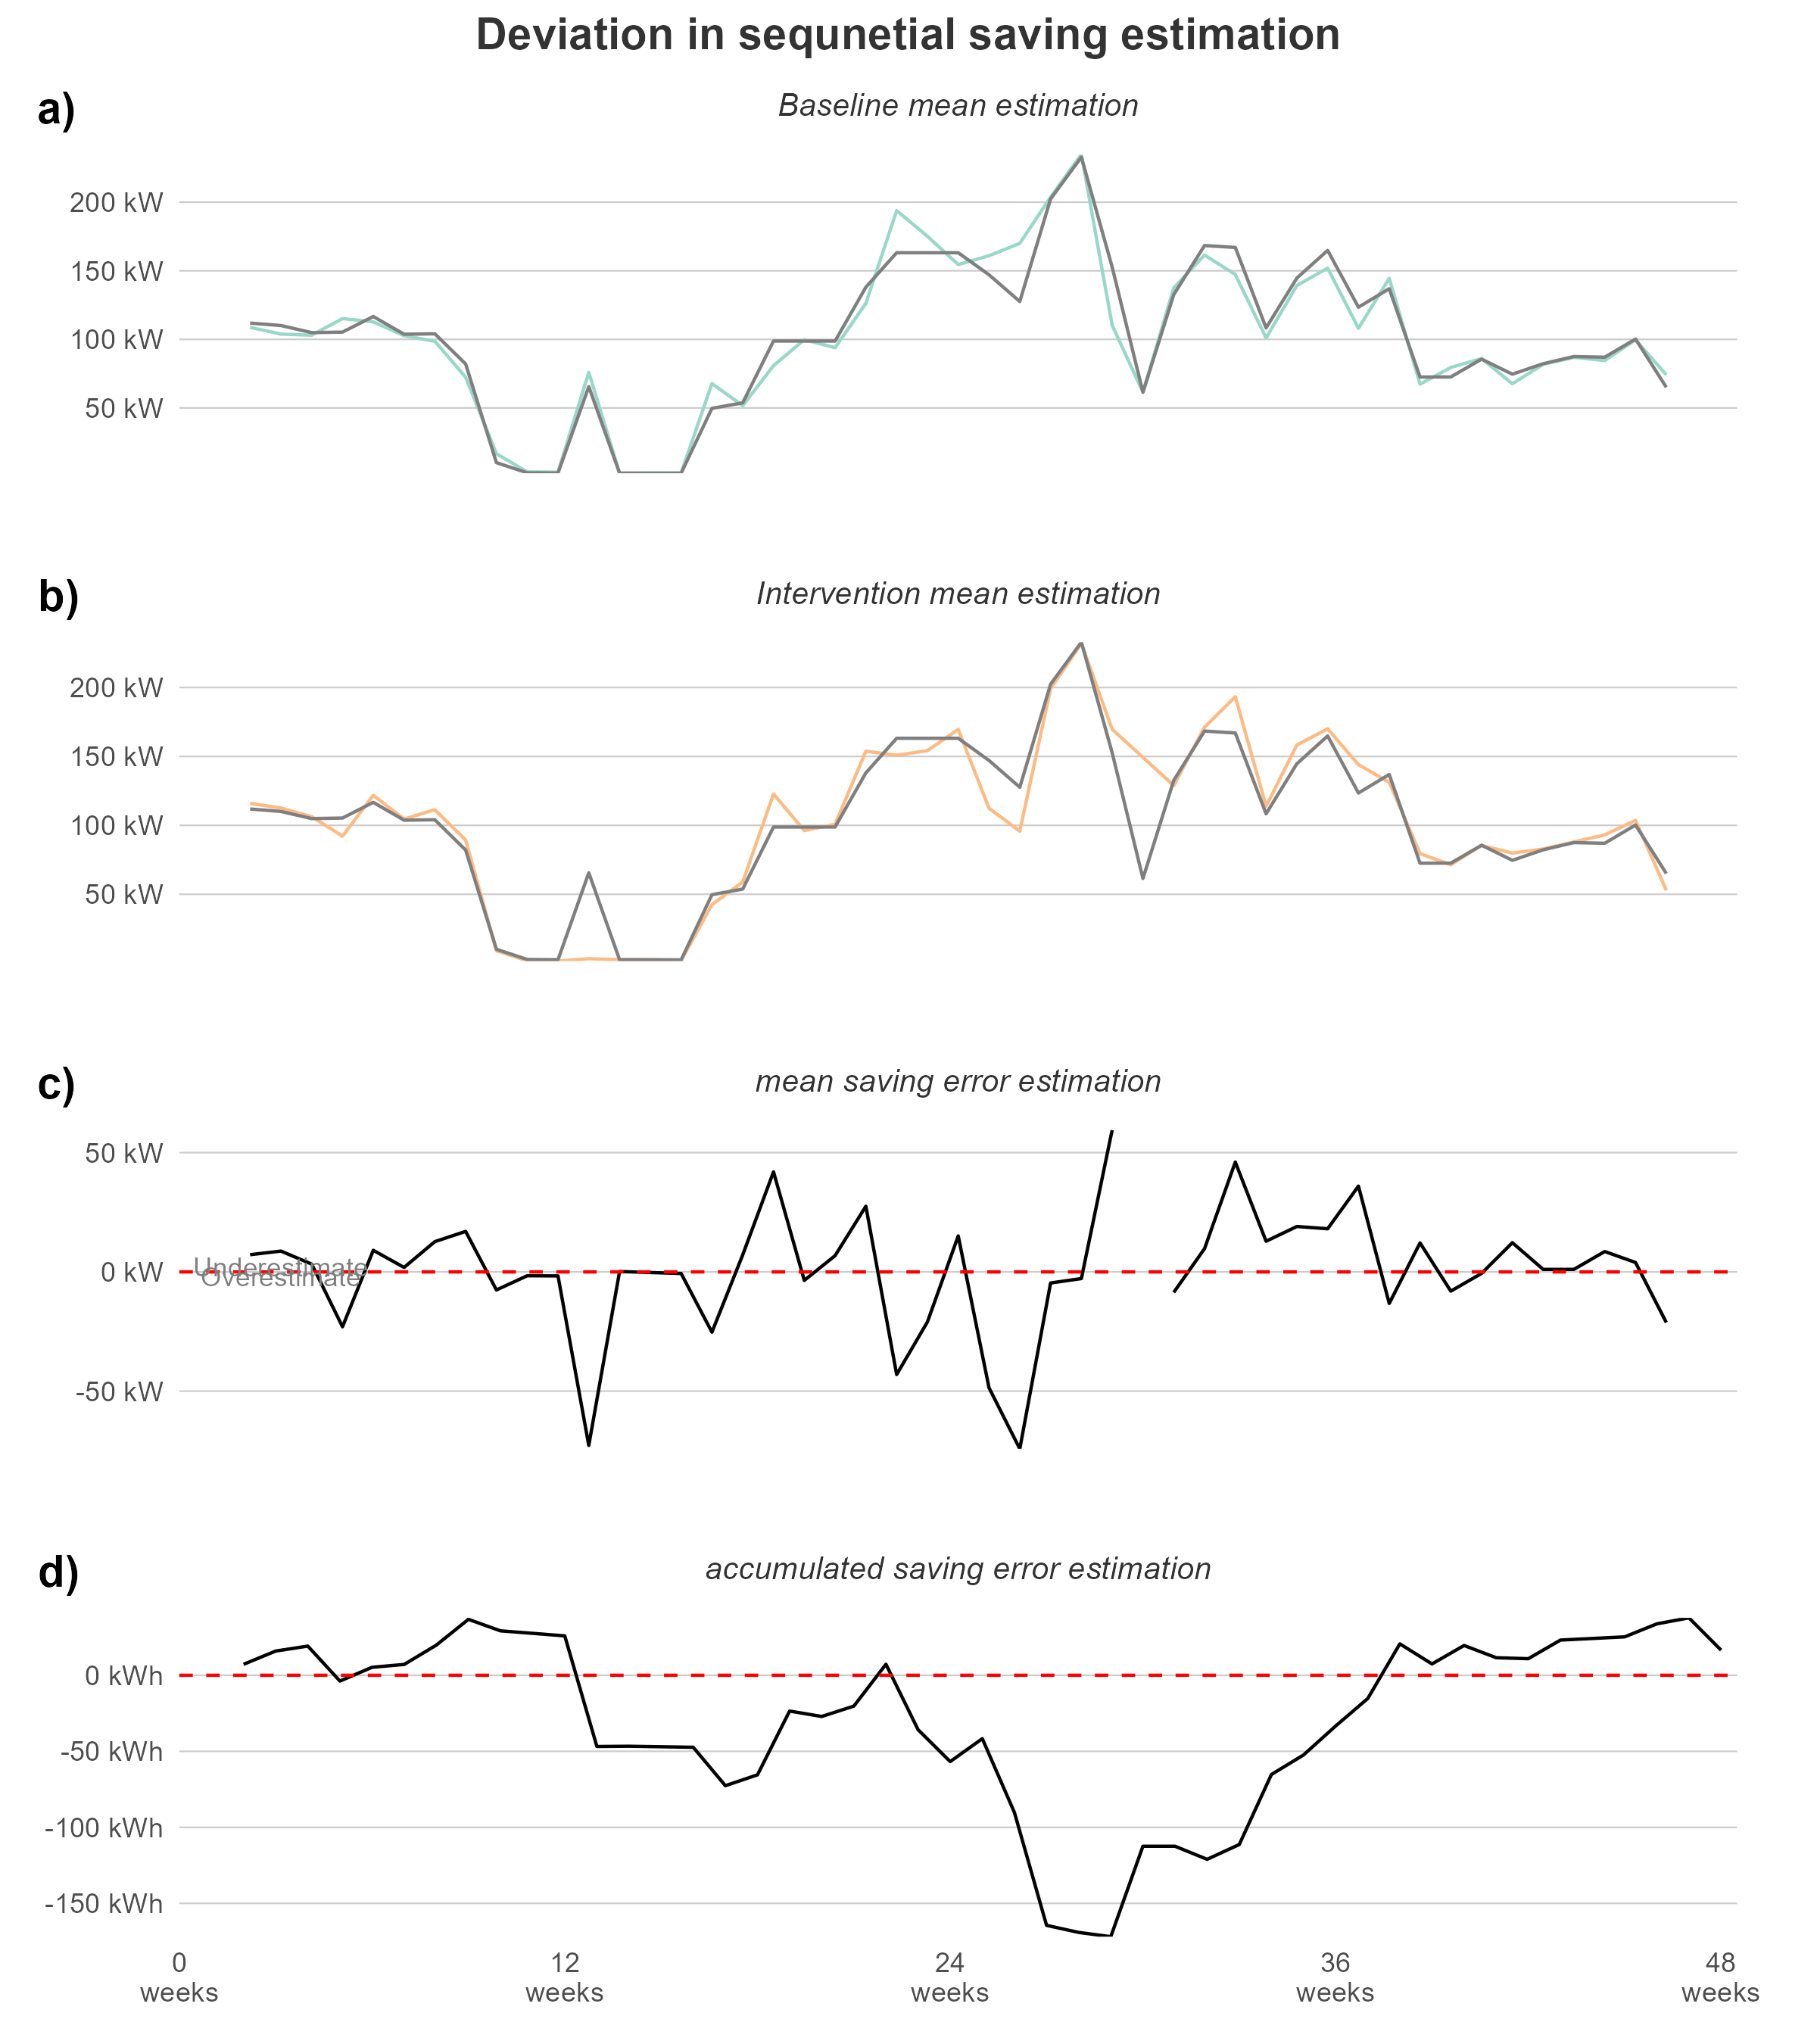 Deviation in sequnetial saving estimation
a)
Baseline mean estimation
200 kW
150 kW
100 kW
50 kW
b)
Intervention mean estimation
200 kW
150 kW
100 kW
50 kW
c)
mean saving error estimation
50 kW
0 kW
-50 kW
Underestimate
Overestimate
d)
accumulated saving error estimation
0 kWh
-50 kWh
-100 kWh
-150 kWh
0
weeks
12
weeks
24
weeks
36
weeks
48
weeks